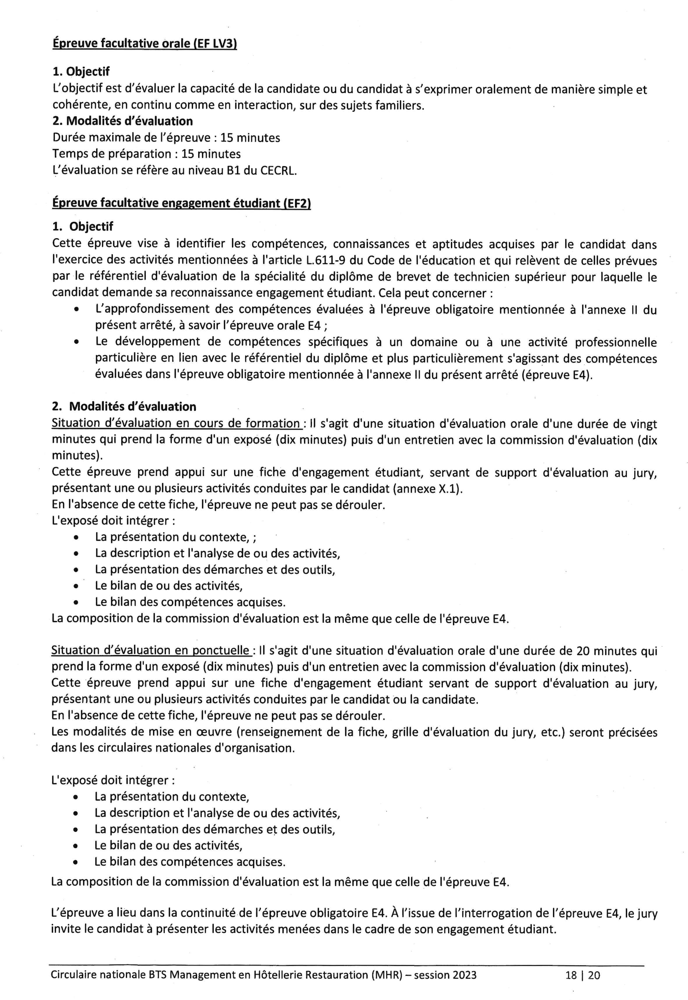 Épreuve facultative orale (EF LV3)
1. Objectif
L’objectif est d’évaluer la capacité de la candidate ou du candidat à s’exprimer oralement de manière simple et
cohérente, en continu comme en interaction, sur des sujets familiers.
2. Modalités d’évaluation
Durée maximale de l’épreuve : 15 minutes
Temps de préparation : 15 minutes
L’évaluation se réfère au niveau B1 du CECRL.
Épreuve facultative engagement étudiant (EF2)
1. Objectif
Cette épreuve vise à identifier les compétences, connaissances et aptitudes acquises par le candidat dans
l'exercice des activités mentionnées à l'article L.611-9 du Code de l'éducation et qui relèvent de celles prévues
par le référentiel d'évaluation de la spécialité du diplôme de brevet de technicien supérieur pour laquelle le
candidat demande sa reconnaissance engagement étudiant. Cela peut concerner :
• L’approfondissement des compétences évaluées à l'épreuve obligatoire mentionnée à l'annexe II du
présent arrêté, à savoir l’épreuve orale E4 ;
• Le développement de compétences spécifiques à un domaine ou à une activité professionnelle
particulière en lien avec le référentiel du diplôme et plus particulièrement s'agissant des compétences
évaluées dans l'épreuve obligatoire mentionnée à l'annexe II du présent arrêté (épreuve E4).
2. Modalités d’évaluation
Situation d’évaluation en cours de formation : Il s'agit d'une situation d'évaluation orale d'une durée de vingt
minutes qui prend la forme d'un exposé (dix minutes) puis d'un entretien avec la commission d'évaluation (dix
minutes).
Cette épreuve prend appui sur une fiche d'engagement étudiant, servant de support d'évaluation au jury,
présentant une ou plusieurs activités conduites par le candidat (annexe X.1).
En l'absence de cette fiche, l'épreuve ne peut pas se dérouler.
L'exposé doit intégrer :
• La présentation du contexte, ;
• La description et l'analyse de ou des activités,
• La présentation des démarches et des outils,
• Le bilan de ou des activités,
• Le bilan des compétences acquises.
La composition de la commission d'évaluation est la même que celle de l'épreuve E4.
Situation d’évaluation en ponctuelle : Il s'agit d'une situation d'évaluation orale d'une durée de 20 minutes qui
prend la forme d'un exposé (dix minutes) puis d'un entretien avec la commission d'évaluation (dix minutes).
Cette épreuve prend appui sur une fiche d'engagement étudiant servant de support d'évaluation au jury,
présentant une ou plusieurs activités conduites par le candidat ou la candidate.
En l'absence de cette fiche, l'épreuve ne peut pas se dérouler.
Les modalités de mise en œuvre (renseignement de la fiche, grille d'évaluation du jury, etc.) seront précisées
dans les circulaires nationales d'organisation.
L'exposé doit intégrer :
• La présentation du contexte,
• La description et l'analyse de ou des activités,
• La présentation des démarches et des outils,
• Le bilan de ou des activités,
• Le bilan des compétences acquises.
La composition de la commission d'évaluation est la même que celle de l'épreuve E4.
L’épreuve a lieu dans la continuité de l’épreuve obligatoire E4. À l’issue de l’interrogation de l’épreuve E4, le jury
invite le candidat à présenter les activités menées dans le cadre de son engagement étudiant.
Circulaire nationale BTS Management en Hôtellerie Restauration (MHR) – session 2023 18 | 20